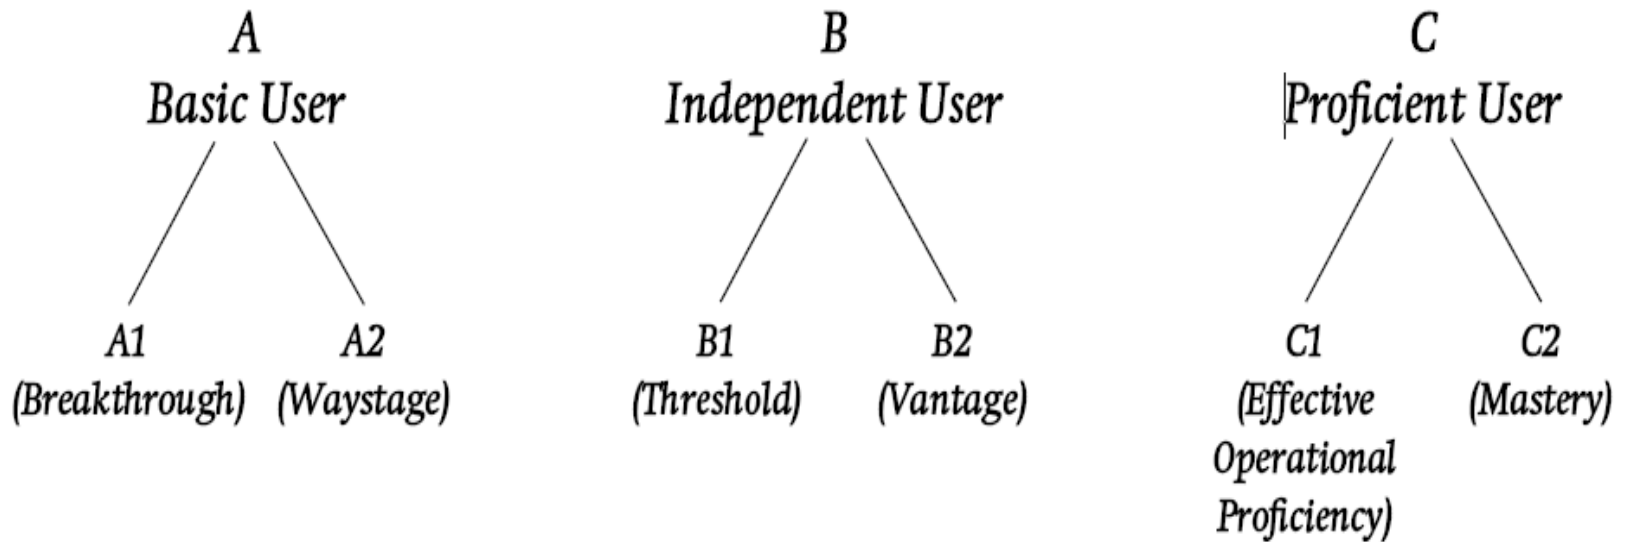 A
Basic User
A1
(Breakthrough)
A2
(Waystage)
B
Independent User
B1
(Threshold)
B2
(Vantage)
C
Proficient User
C1
(Effective
Operational
Proficiency)
C2
(Mastery)